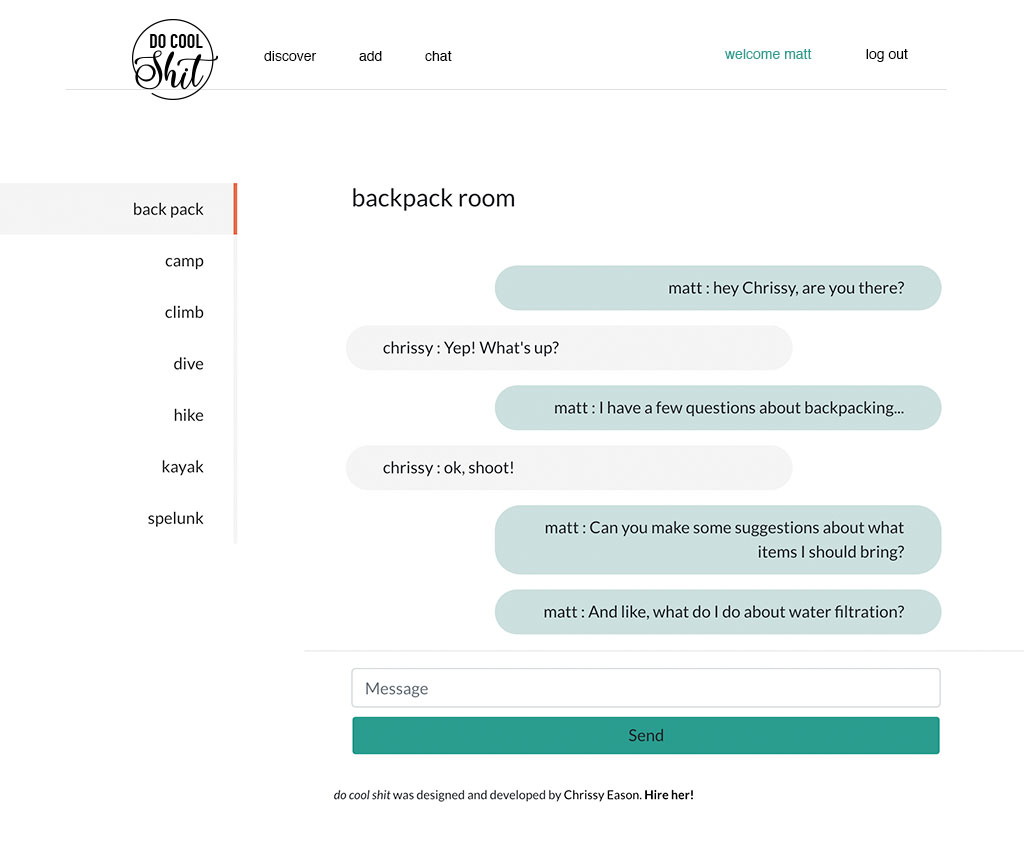 DO COOL
Shit
discover
add
chat
welcome matt
log out
back pack
camp
climb
dive
hike
kayak
spelunk
backpack room
matt : hey Chrissy, are you there?
chrissy : Yep! What's up?
matt : I have a few questions about backpacking...
chrissy : ok, shoot!
matt : Can you make some suggestions about what
items I should bring?
matt : And like, what do I do about water filtration?
Message
Send
do cool shit was designed and developed by Chrissy Eason. Hire her!